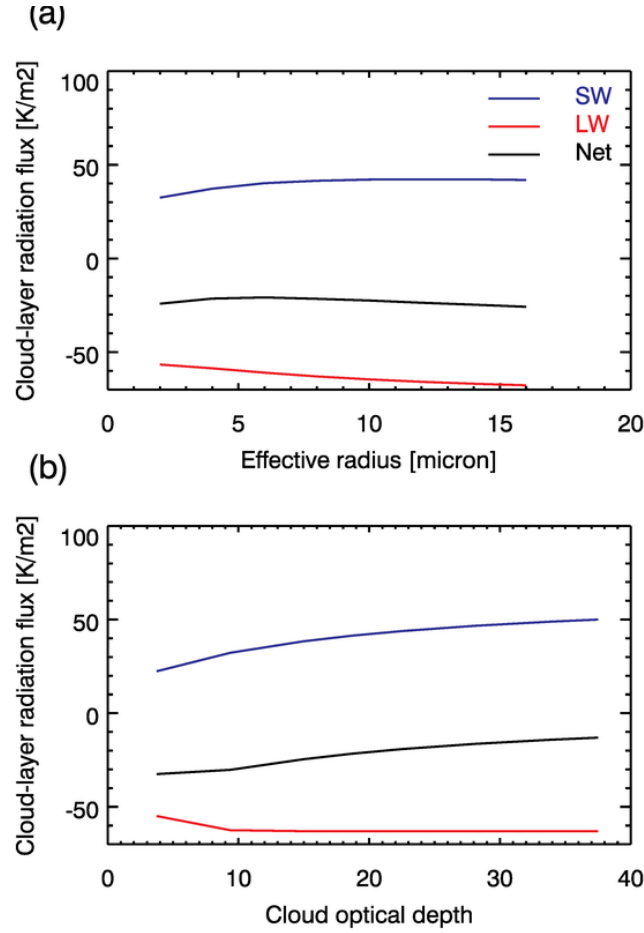 (a)
Cloud-layer radiation flux [K/m2]
100
50
0
-50
SW
LW
Net
0 5 10 15 20
Effective radius [micron]
(b)
Cloud-layer radiation flux [K/m2]
100
50
0
-50
0 10 20 30 40
Cloud optical depth